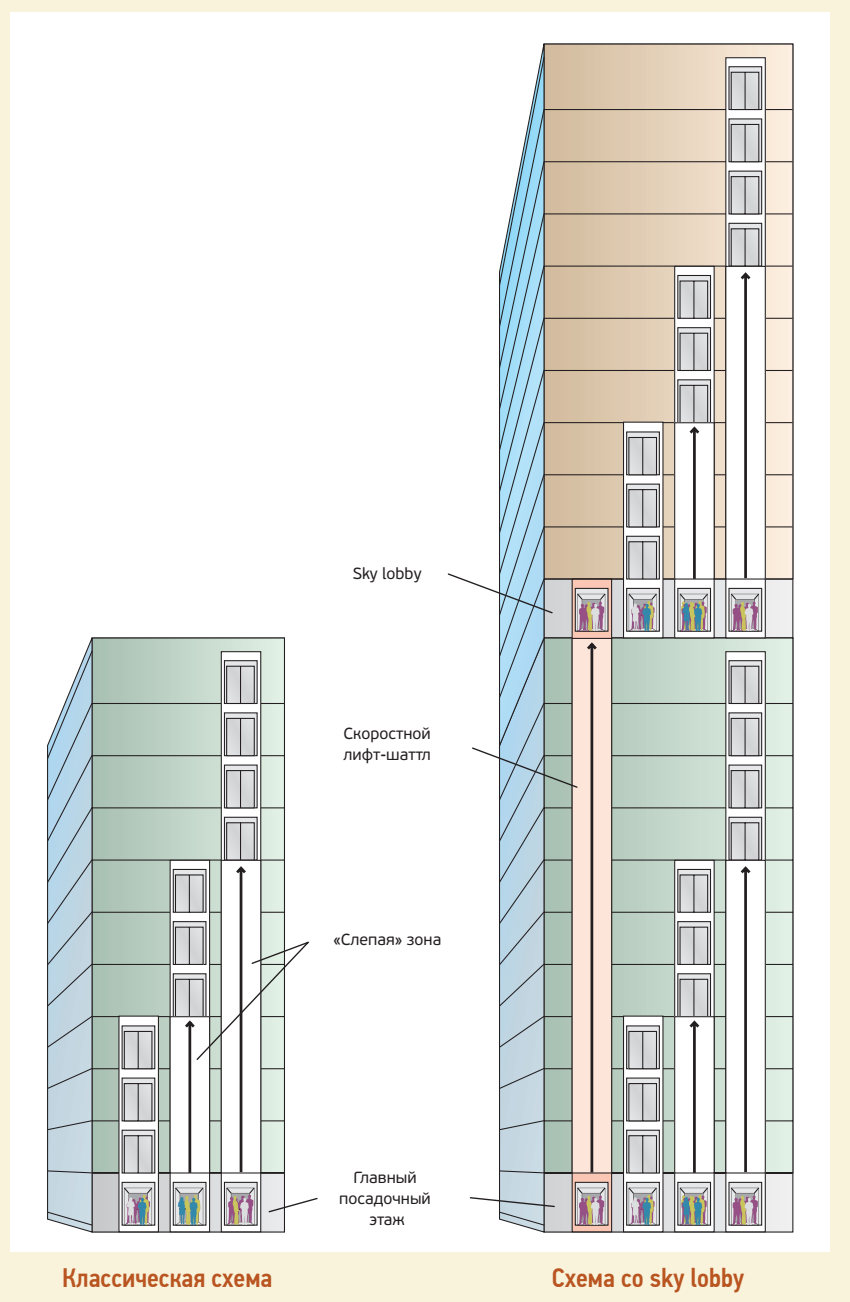 Sky lobby
Скоростной
лифт-шаттл
«Слепая» зона
Главный
посадочный
этаж
Классическая схема
Схема со sky lobby